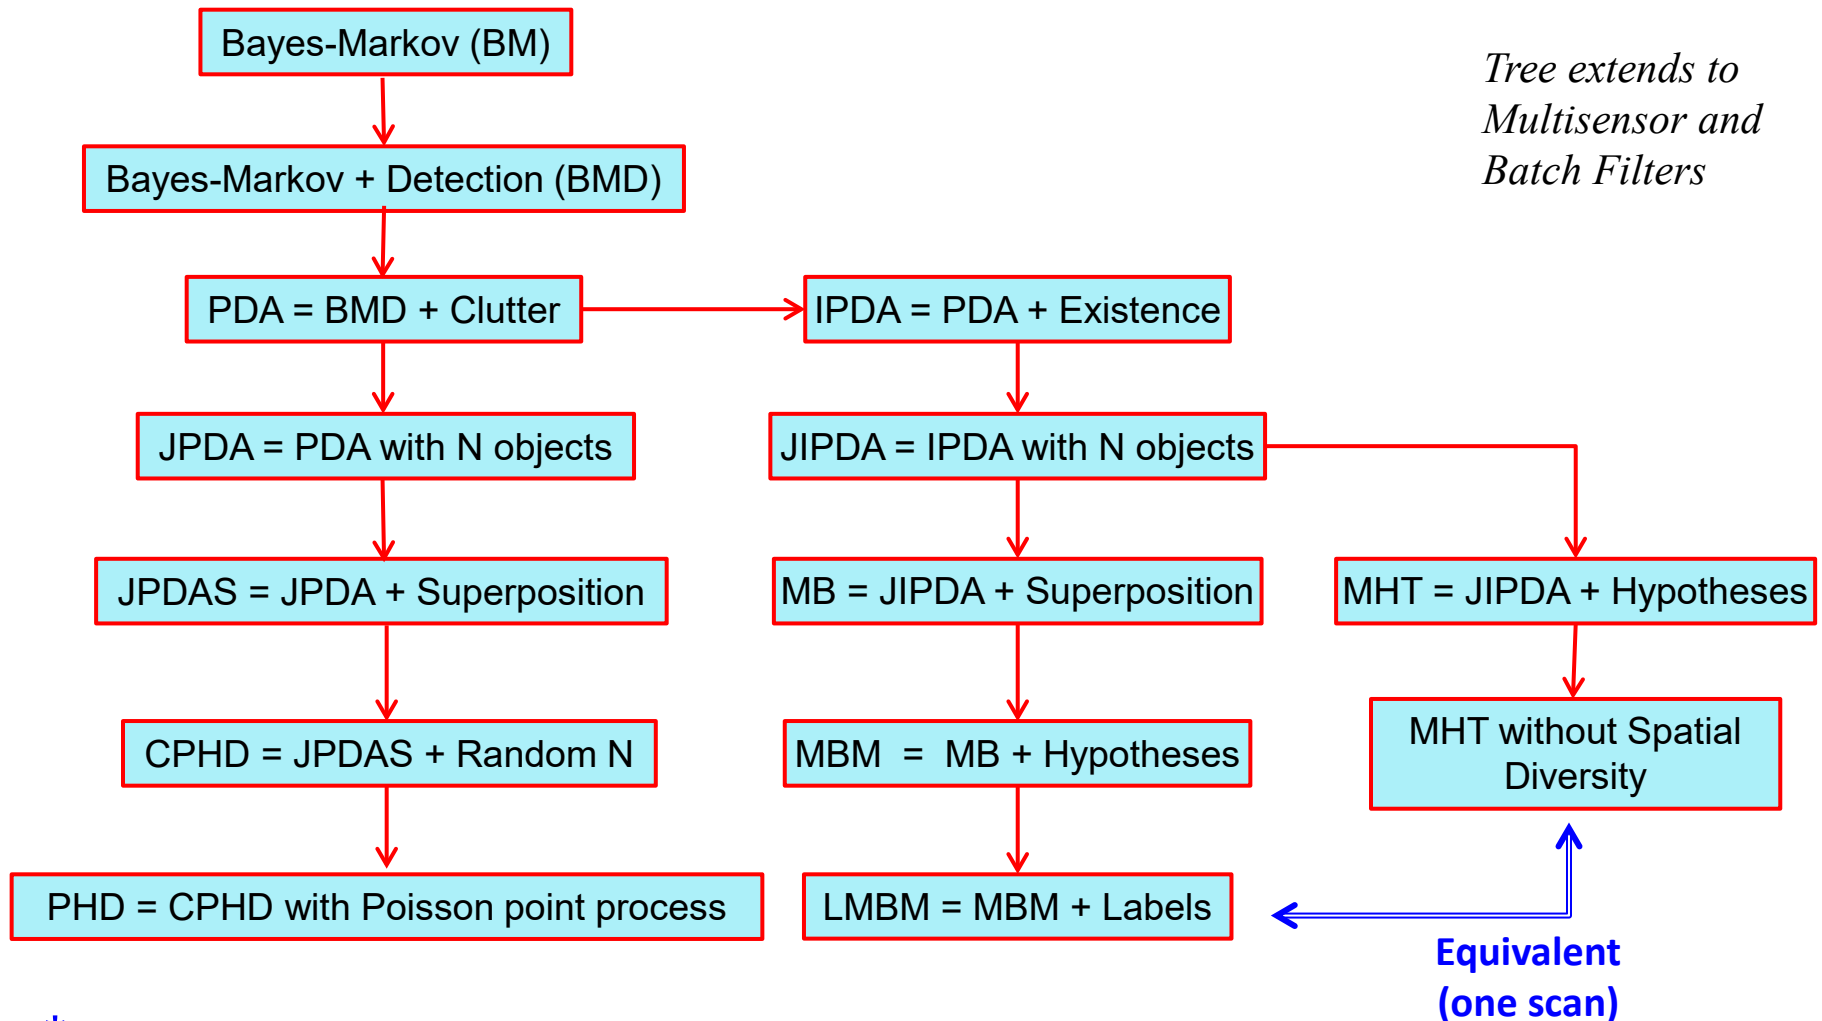 Bayes-Markov (BM)
Tree extends to
Multisensor and
Batch Filters
Bayes-Markov + Detection (BMD)
PDA = BMD + Clutter
IPDA = PDA + Existence
JPDA = PDA with N objects
JIPDA = IPDA with N objects
JPDAS = JPDA + Superposition
MB = JIPDA + Superposition
MHT = JIPDA + Hypotheses
CPHD = JPDAS + Random N
MBM = MB + Hypotheses
MHT without Spatial
Diversity
PHD = CPHD with Poisson point process
LMBM = MBM + Labels
Equivalent
(one scan)